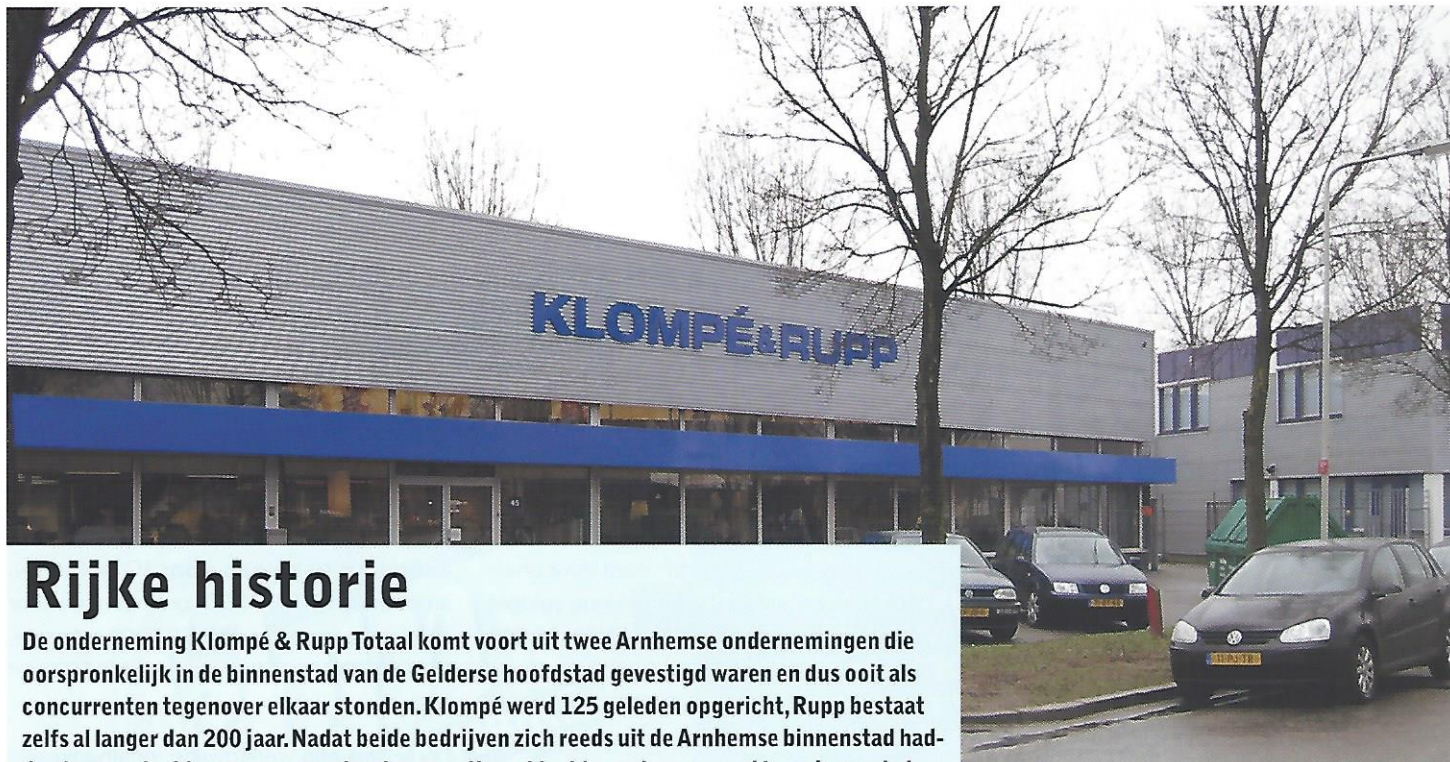 KLOMPÉ&RUPP
45
Rijke historie
De onderneming Klompé & Rupp Totaal komt voort uit twee Arnhemse ondernemingen die
oorspronkelijk in de binnenstad van de Gelderse hoofdstad gevestigd waren en dus ooit als
concurrenten tegenover elkaar stonden. Klompé werd 125 geleden opgericht, Rupp bestaat
zelfs al langer dan 200 jaar. Nadat beide bedrijven zich reeds uit de Arnhemse binnenstad had-